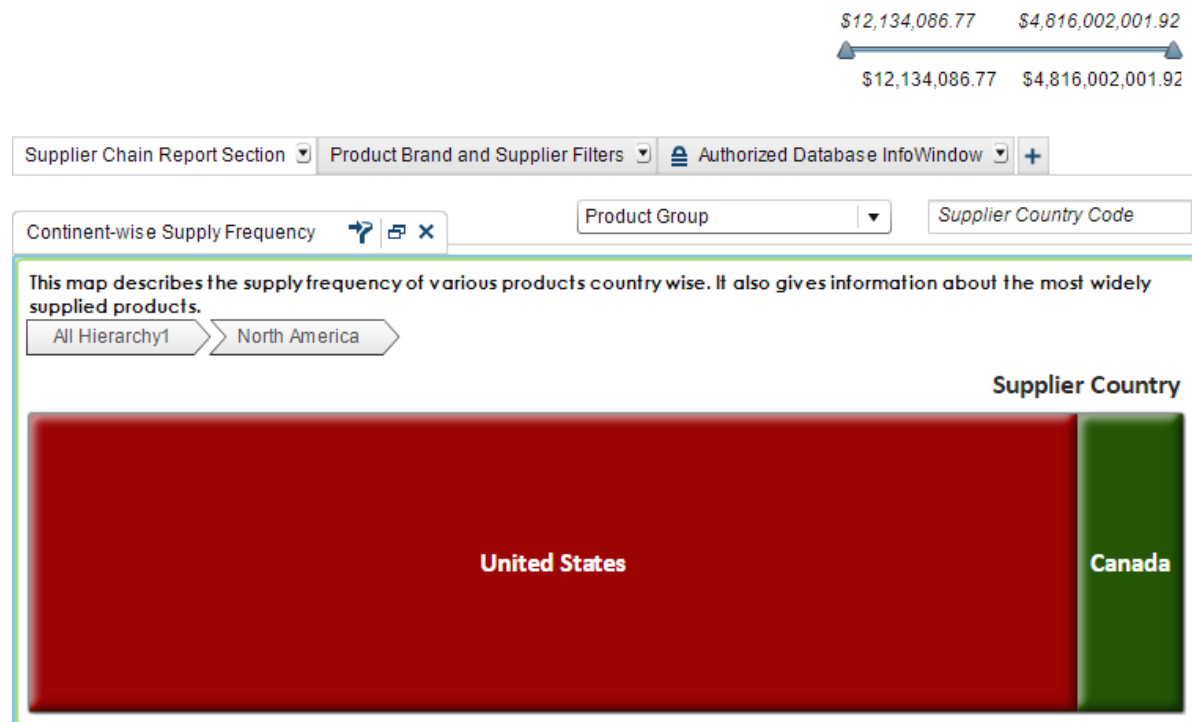 $12,134,086.77 $4,816,002,001.92
$12,134,086.77 $4,816,002,001.92
Supplier Chain Report Section Product Brand and Supplier Filters Authorized Database InfoWindow +
Product Group Supplier Country Code
Continent-wise Supply Frequency
This map describes the supply frequency of various products country wise. It also gives information about the most widely
supplied products.
All Hierarchy1 North America
Supplier Country
United States Canada